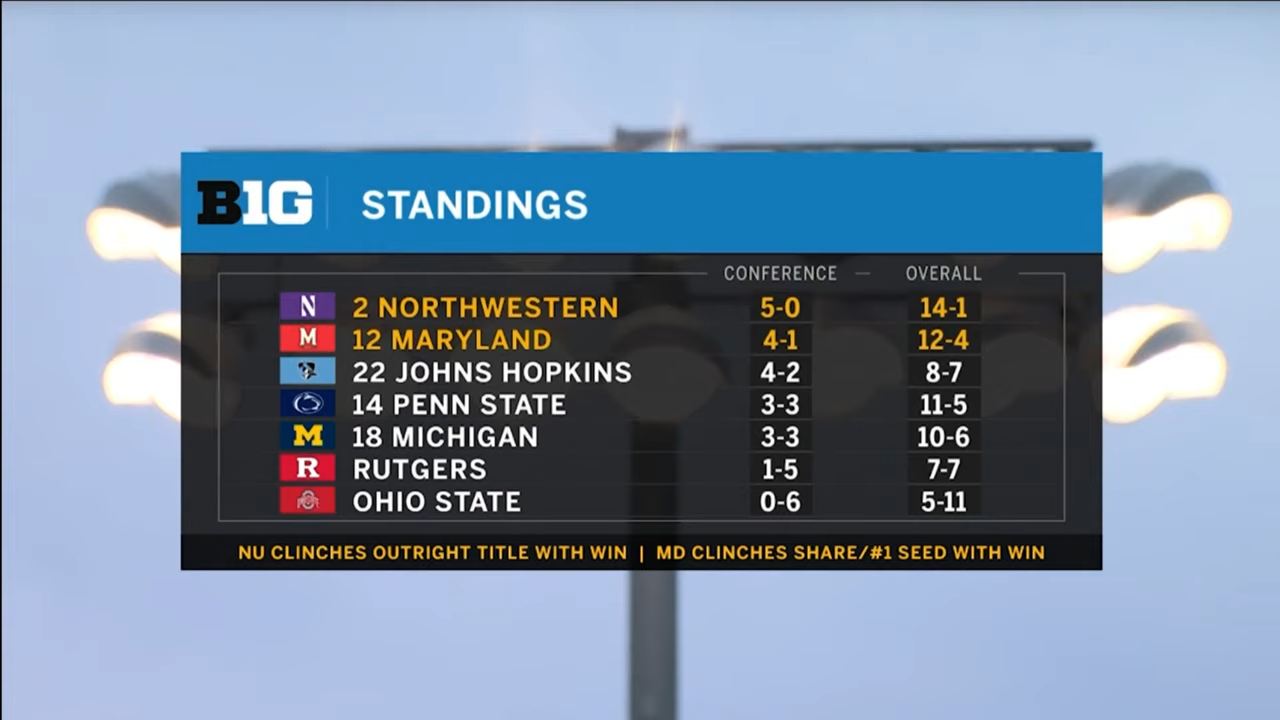 B1G STANDINGS
CONFERENCE OVERALL
N 2 NORTHWESTERN 5-0 14-1
M 12 MARYLAND 4-1 12-4
22 JOHNS HOPKINS 4-2 8-7
14 PENN STATE 3-3 11-5
M 18 MICHIGAN 3-3 10-6
R RUTGERS 1-5 7-7
OHIO STATE 0-6 5-11
NU CLINCHES OUTRIGHT TITLE WITH WIN | MD CLINCHES SHARE/#1 SEED WITH WIN